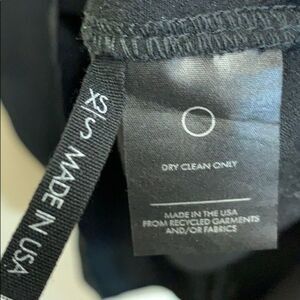 XS/S MADE IN USA
DRY CLEAN ONLY
MADE IN THE USA
FROM RECYCLED GARMENTS
AND/OR FABRICS